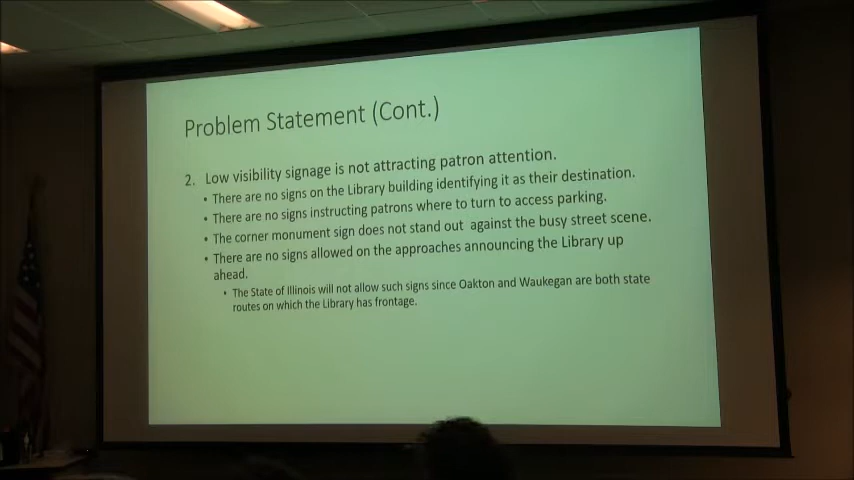 Problem Statement (Cont.)
2. Low visibility signage is not attracting patron attention.
• There are no signs on the Library building identifying it as their destination.
• There are no signs instructing patrons where to turn to access parking.
• The corner monument sign does not stand out against the busy street scene.
• There are no signs allowed on the approaches announcing the Library up
ahead.
• The State of Illinois will not allow such signs since Oakton and Waukegan are both state
routes on which the Library has frontage.